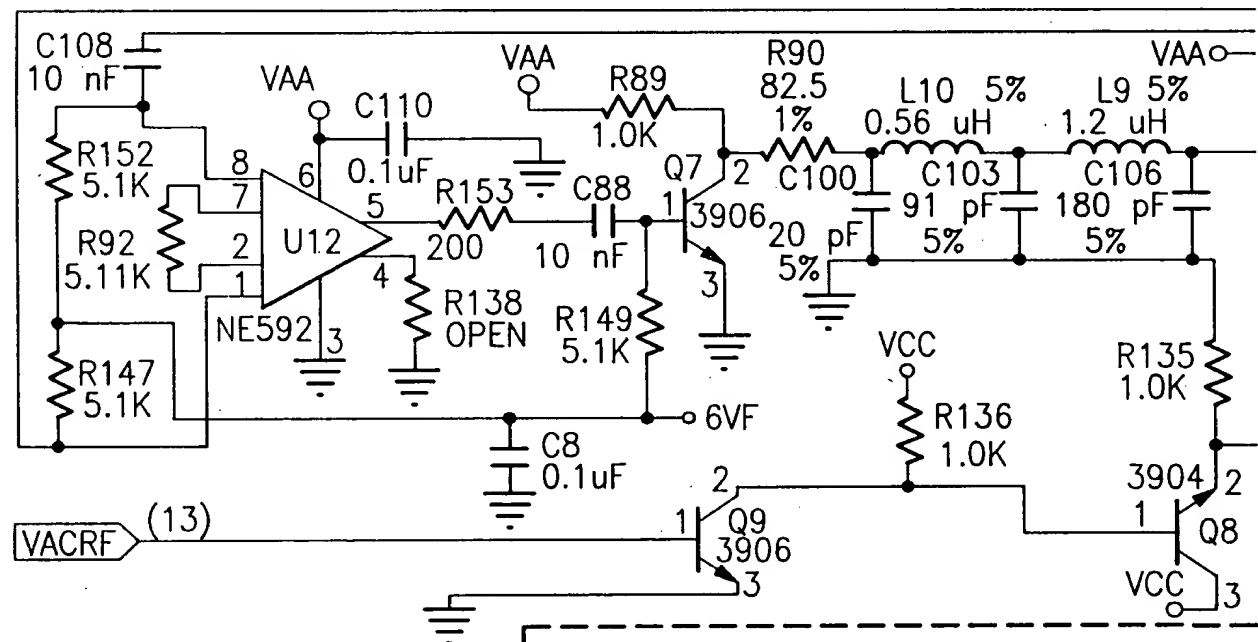 C108
10 nF
VAA
C110
0.1uF
R152
5.1K
8
7
2
1
6
5
4
3
U12
NE592
R92
5.11K
R147
5.1K
R153
200
R138
OPEN
C88
10 nF
VAA
R89
1.0K
Q7
1
2
3
3906
R149
5.1K
6VF
C8
0.1uF
R90
82.5
1%
L10 5%
0.56 uH
L9 5%
1.2 uH
VAA
C100
20 pF
5%
C103
91 pF
5%
C106
180 pF
5%
VCC
R136
1.0K
R135
1.0K
VACRF
(13)
1
2
3
Q9
3906
3904
1
2
3
Q8
VCC